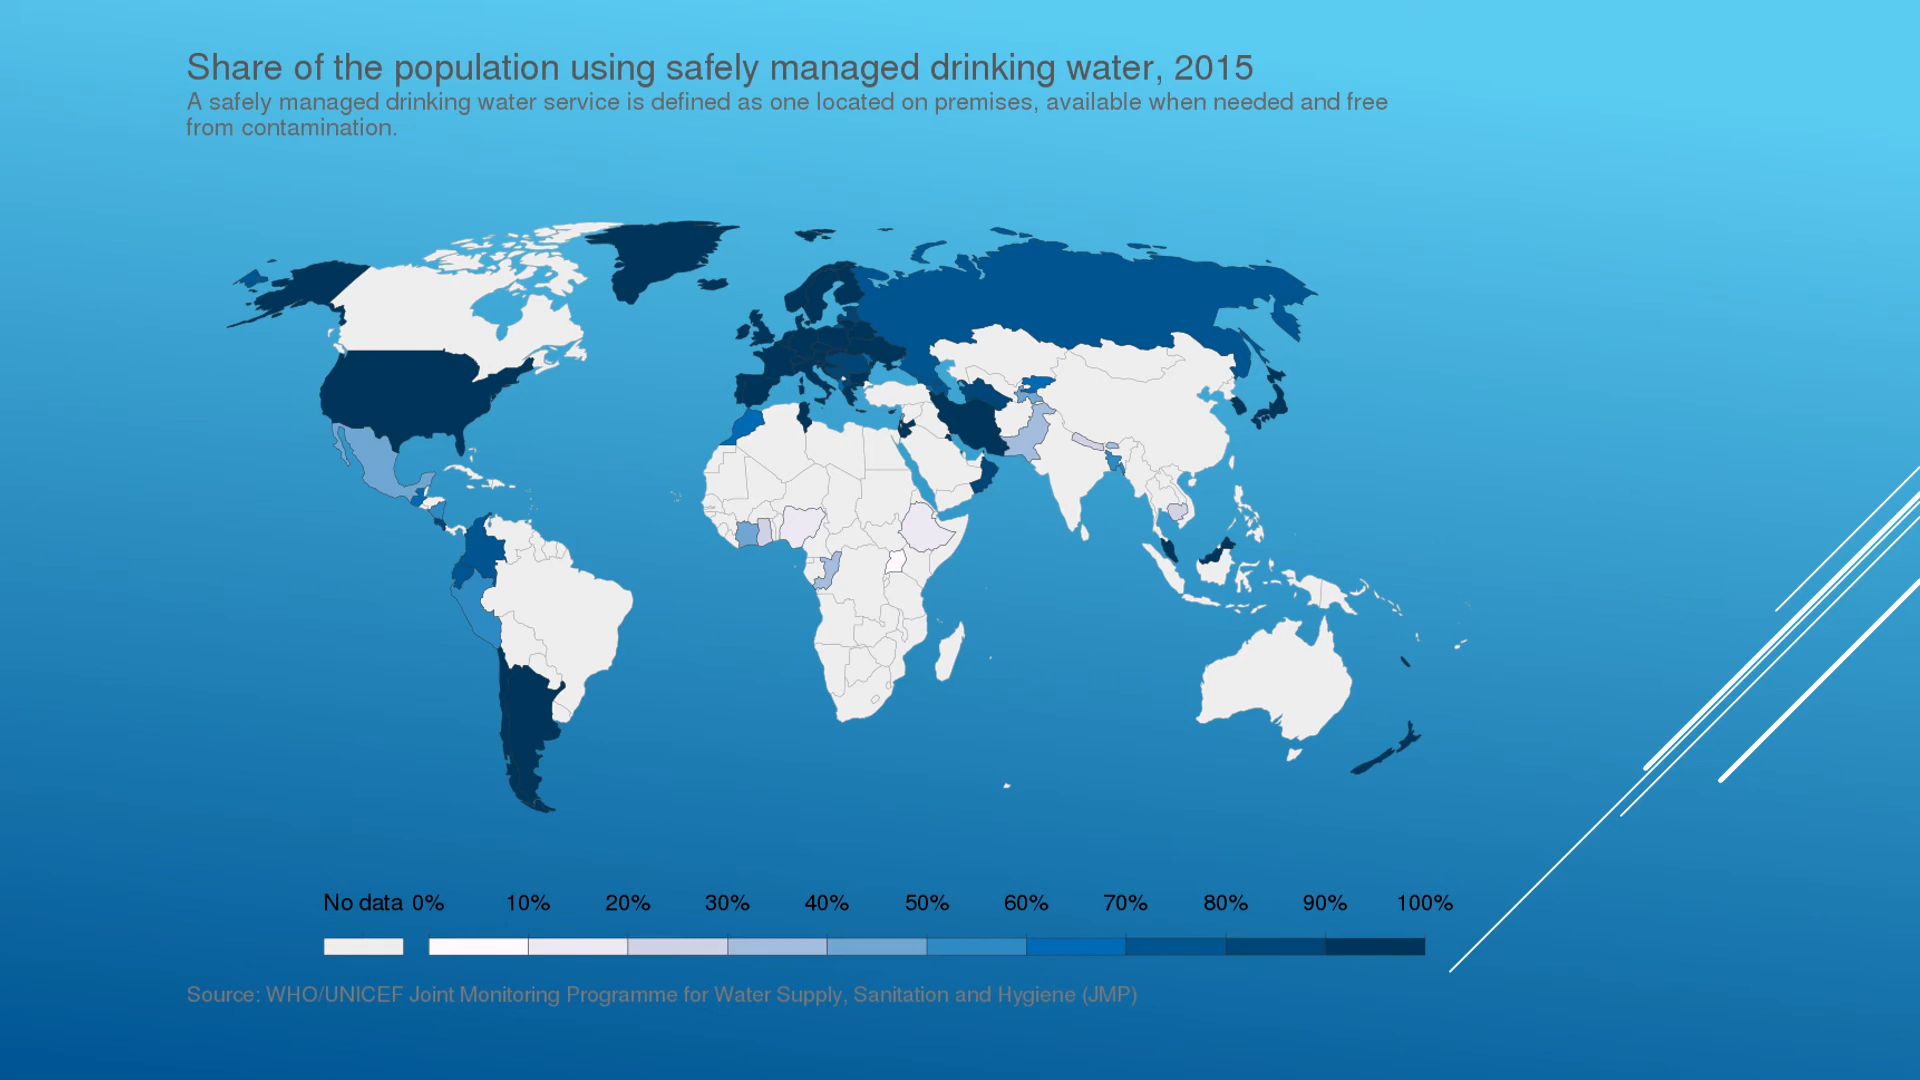 Share of the population using safely managed drinking water, 2015
A safely managed drinking water service is defined as one located on premises, available when needed and free
from contamination.
No data 0% 10% 20% 30% 40% 50% 60% 70% 80% 90% 100%
Source: WHO/UNICEF Joint Monitoring Programme for Water Supply, Sanitation and Hygiene (JMP)